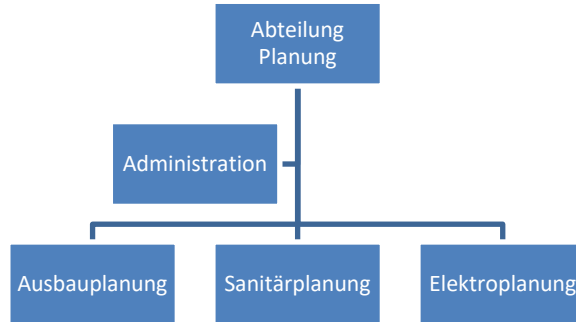 Abteilung
Planung
Administration
Ausbauplanung
Sanitärplanung
Elektroplanung